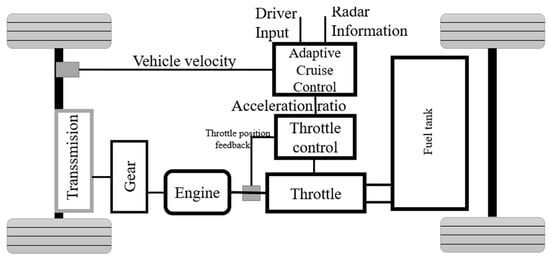 Driver
Input
Radar
Information
Vehicle velocity
Adaptive
Cruise
Control
Acceleration ratio
Throttle position
feedback
Throttle
control
Transsmision
Gear
Engine
Throttle
Fuel tank